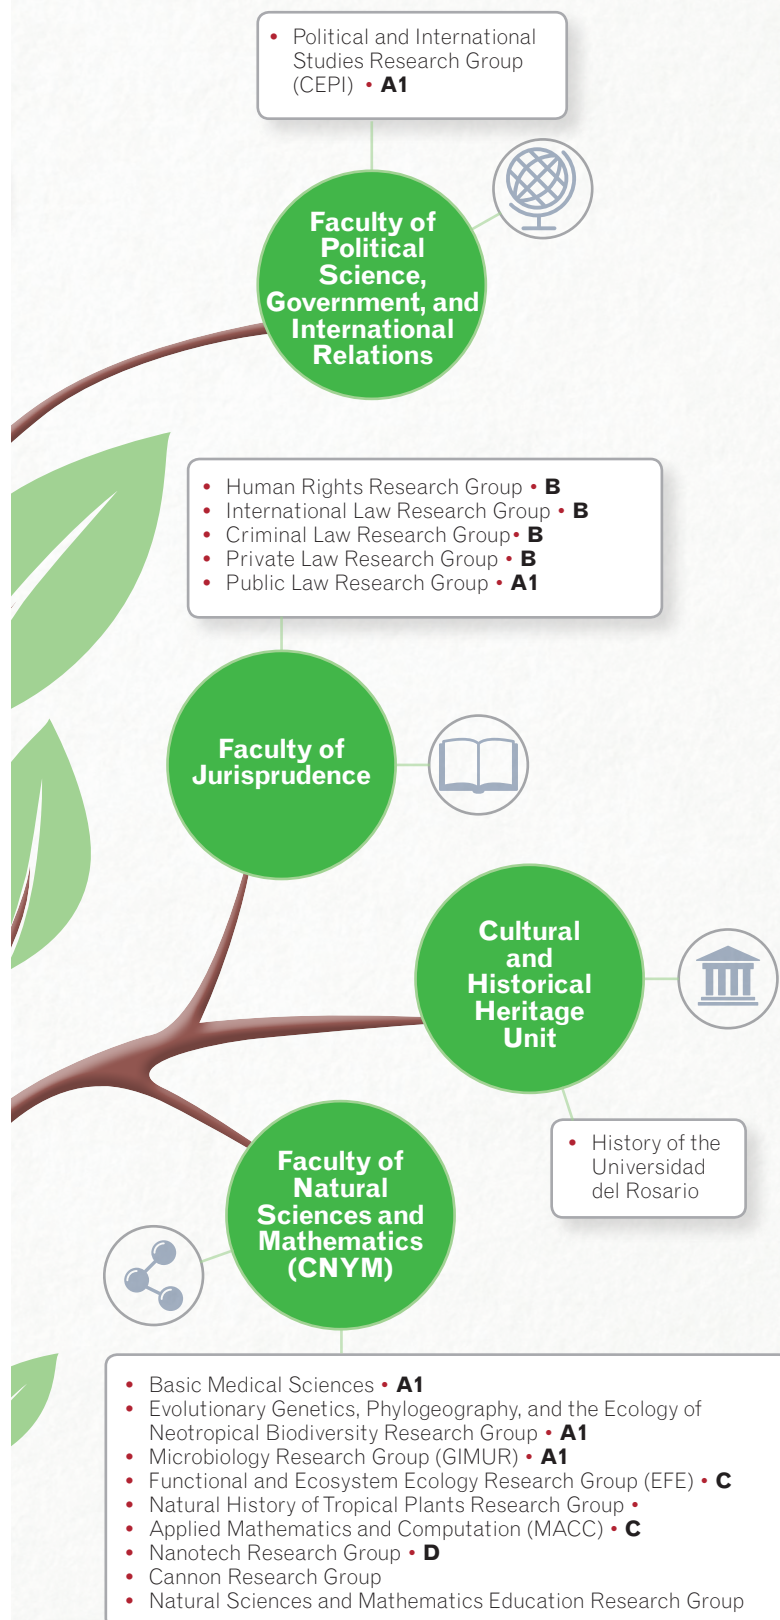 • Political and International
Studies Research Group
(CEPI) • A1
Faculty of
Political
Science,
Government, and
International
Relations
• Human Rights Research Group • B
• International Law Research Group • B
• Criminal Law Research Group • B
• Private Law Research Group • B
• Public Law Research Group • A1
Faculty of
Jurisprudence
Cultural
and
Historical
Heritage
Unit
• History of the
Universidad
del Rosario
Faculty of
Natural
Sciences and
Mathematics
(CNYM)
• Basic Medical Sciences • A1
• Evolutionary Genetics, Phylogeography, and the Ecology of
Neotropical Biodiversity Research Group • A1
• Microbiology Research Group (GIMUR) • A1
• Functional and Ecosystem Ecology Research Group (EFE) • C
• Natural History of Tropical Plants Research Group •
• Applied Mathematics and Computation (MACC) • C
• Nanotech Research Group • D
• Cannon Research Group
• Natural Sciences and Mathematics Education Research Group